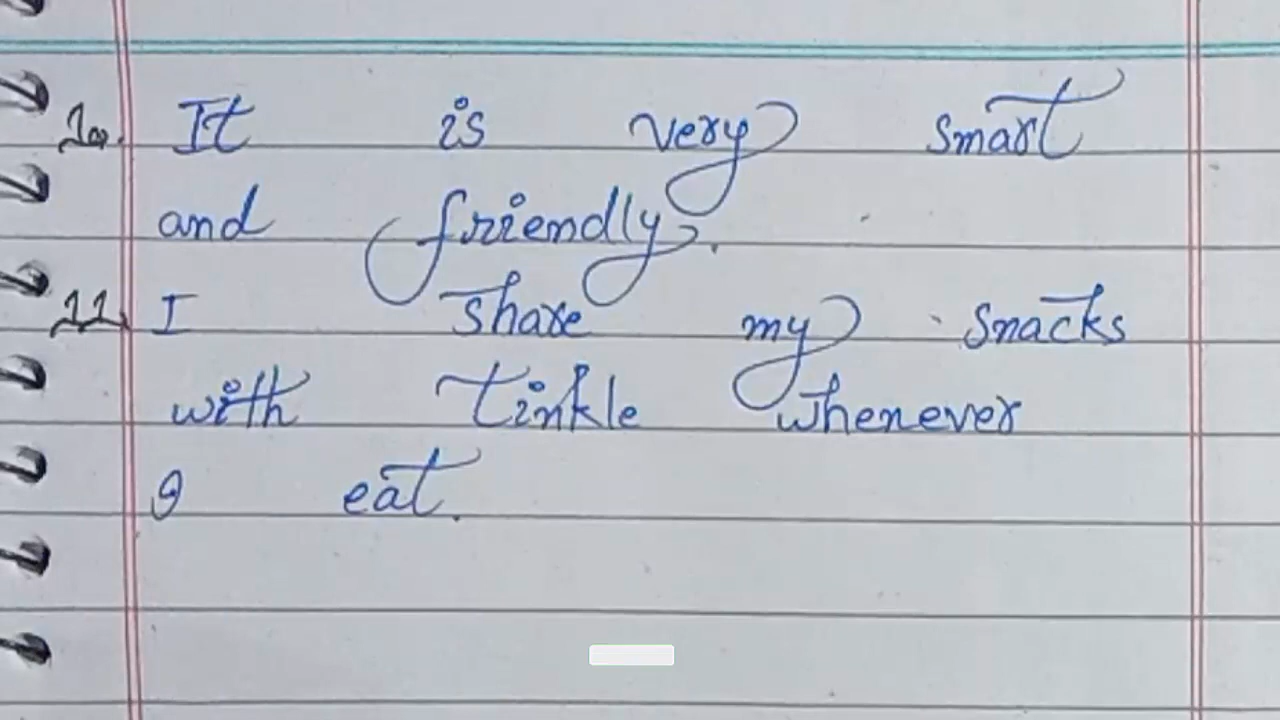 10. It is very smart
and friendly.
11. I share my snacks
with Tinkle whenever
I eat.